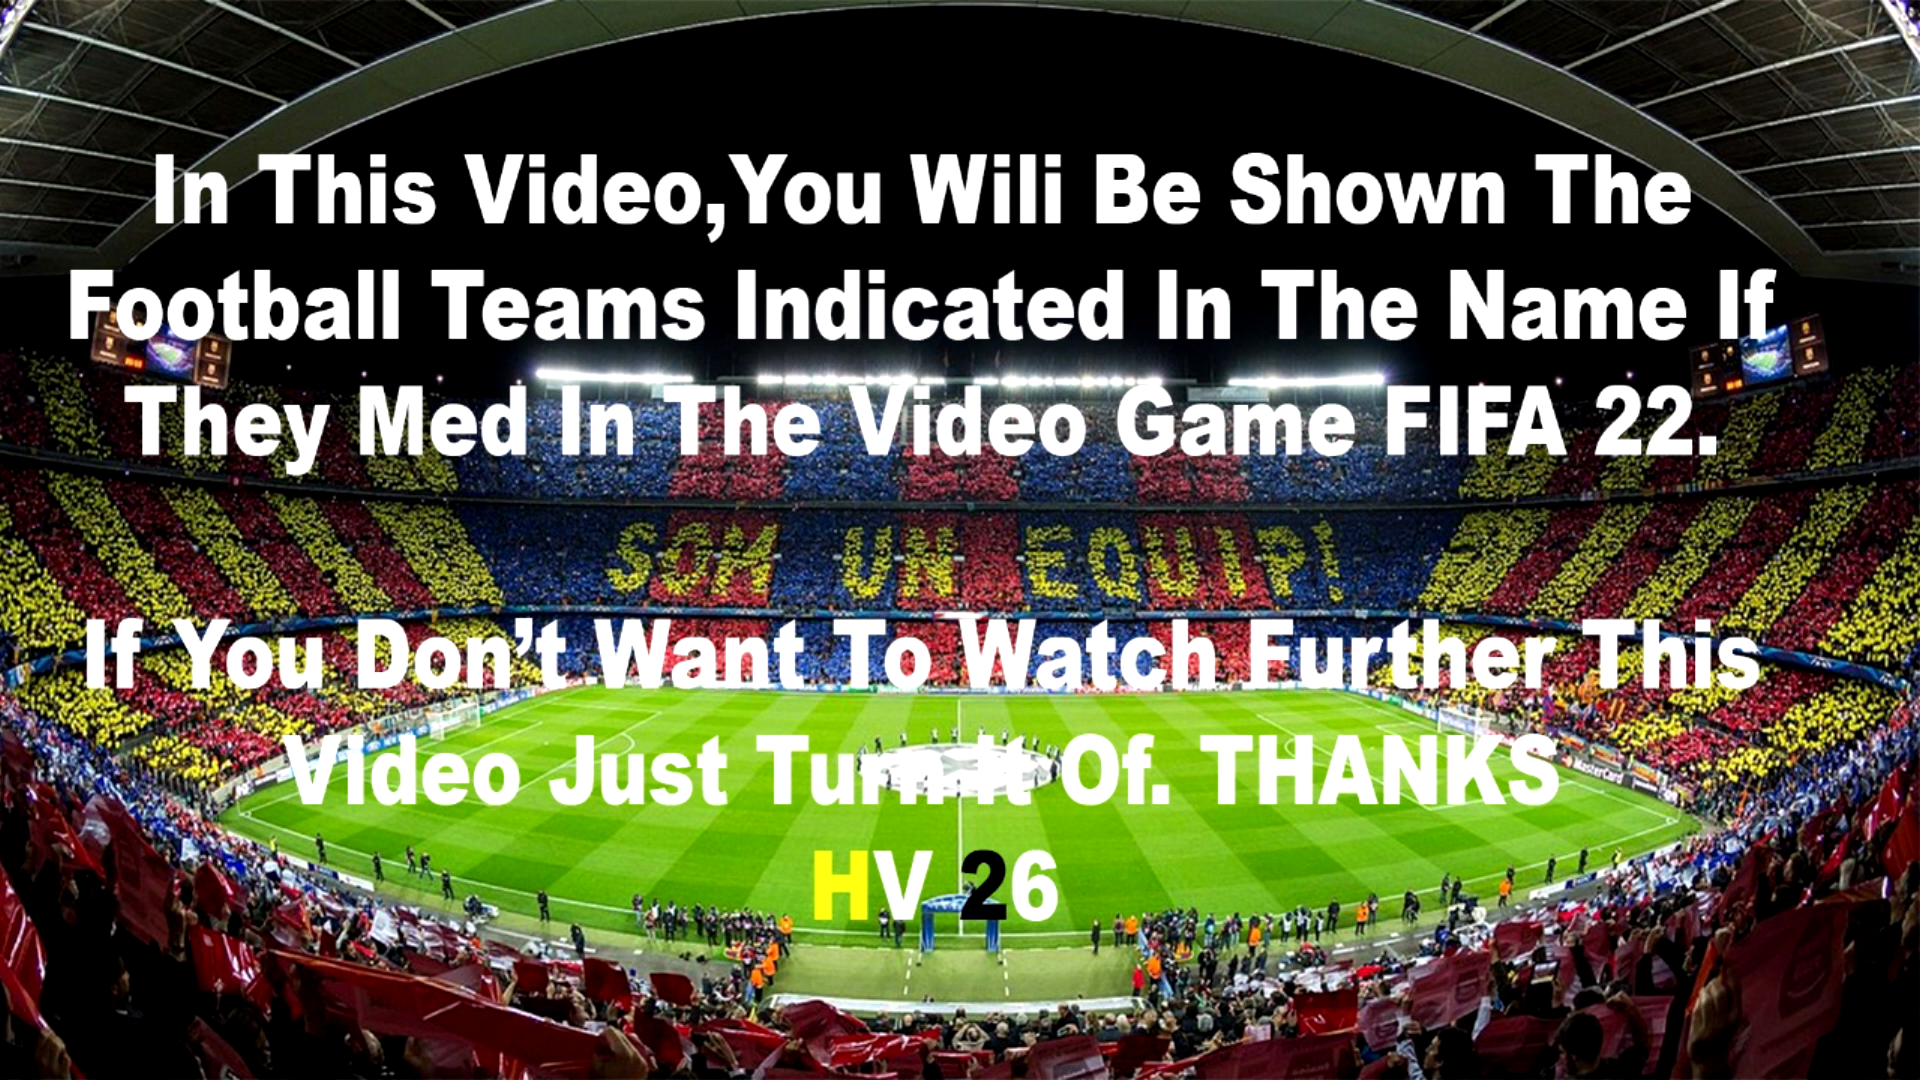 In This Video,You Wili Be Shown The
Football Teams Indicated In The Name If
They Med In The Video Game FIFA 22.
SOM UN EQUIP!
If You Don’t Want To Watch Further This
Video Just Turn It Of. THANKS
MasterCard
HV 26